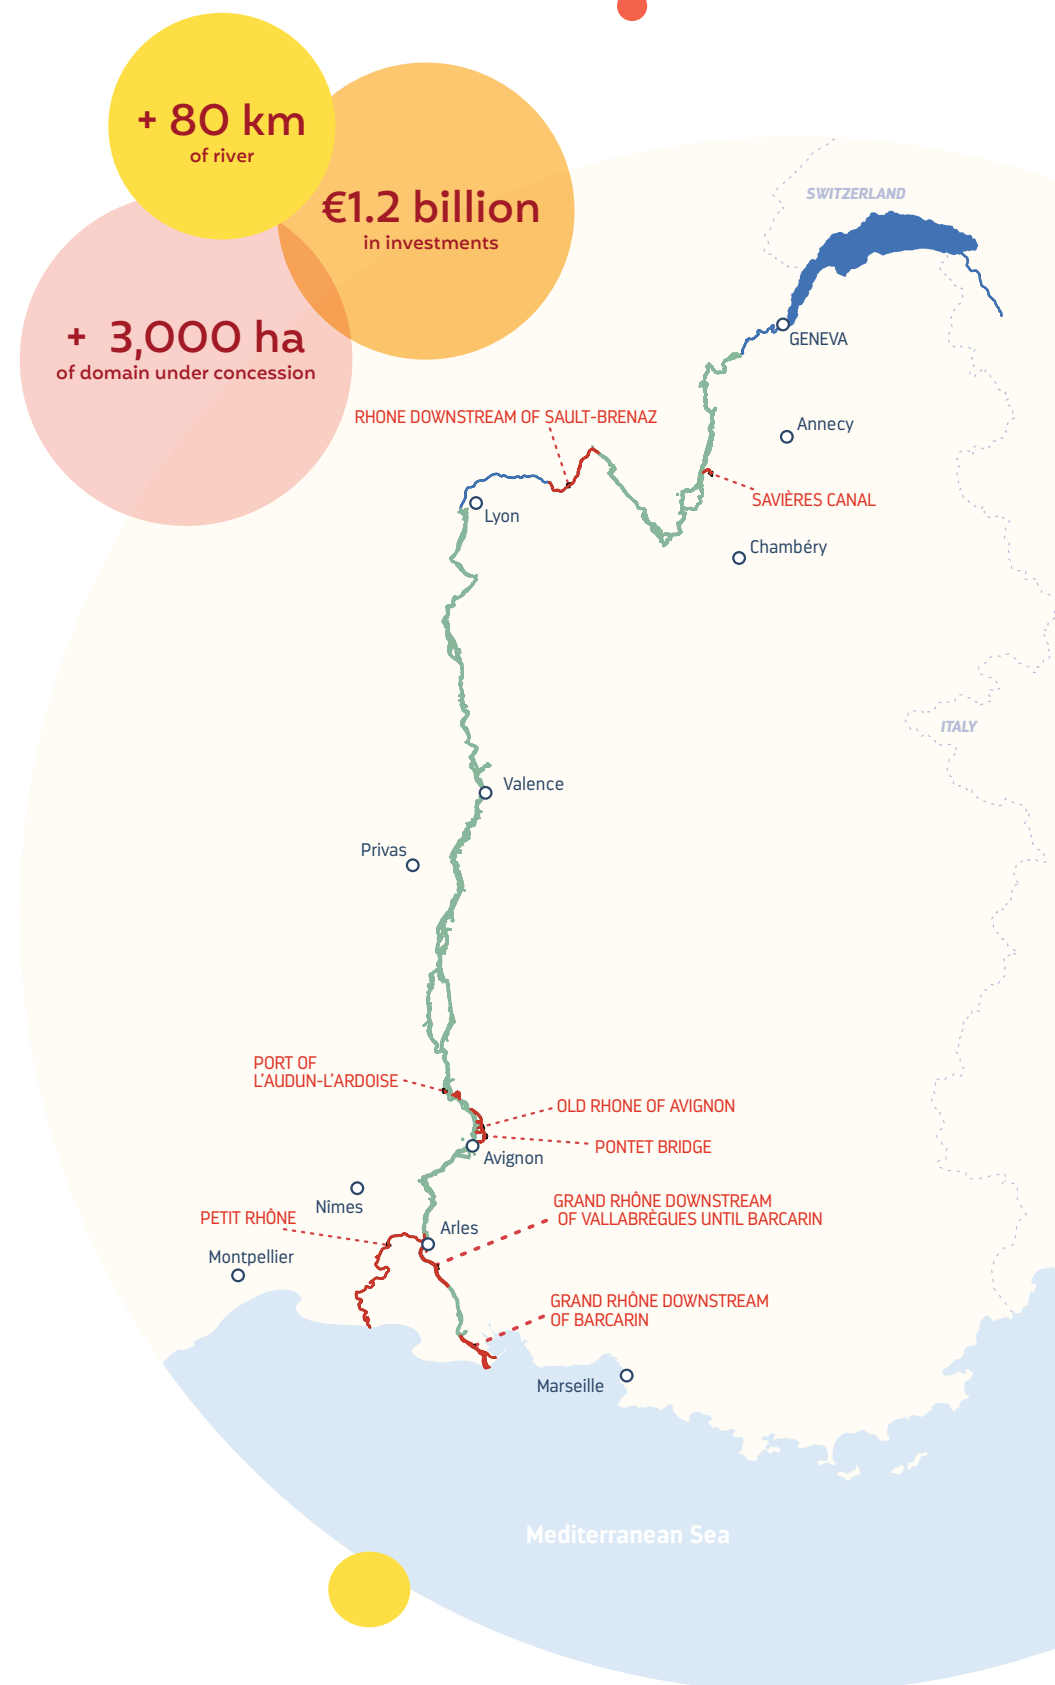 + 80 km
of river
€1.2 billion
in investments
+ 3,000 ha
of domain under concession
SWITZERLAND
GENEVA
Annecy
RHONE DOWNSTREAM OF SAULT-BRENAZ
SAVIÈRES CANAL
Lyon
Chambéry
ITALY
Valence
Privas
PORT OF
L'AUDUN-L'ARDOISE
OLD RHONE OF AVIGNON
PONTET BRIDGE
Avignon
Nîmes
GRAND RHÔNE DOWNSTREAM
OF VALLABRÈGUES UNTIL BARCARIN
PETIT RHÔNE
Arles
Montpellier
GRAND RHÔNE DOWNSTREAM
OF BARCARIN
Marseille
Mediterranean Sea